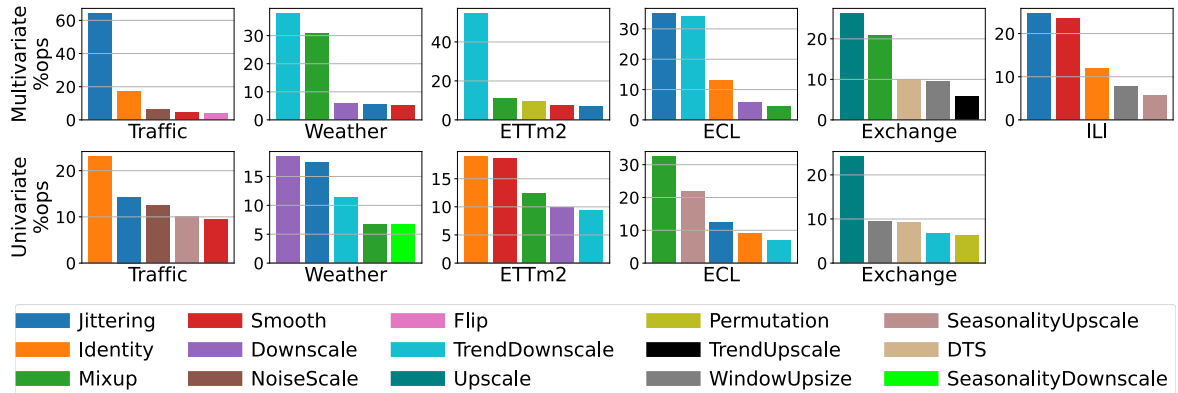 Multivariate
%ops
60
40
20
0
Traffic
30
20
10
0
Weather
40
20
0
ETTm2
30
20
10
0
ECL
20
10
0
Exchange
20
10
0
ILI
Univariate
%ops
20
10
0
Traffic
15
10
5
0
Weather
15
10
5
0
ETTm2
30
20
10
0
ECL
20
10
0
Exchange
Jittering Smooth Flip Permutation SeasonalityUpscale
Identity Downscale TrendDownscale TrendUpscale DTS
Mixup NoiseScale Upscale WindowUpsize SeasonalityDownscale